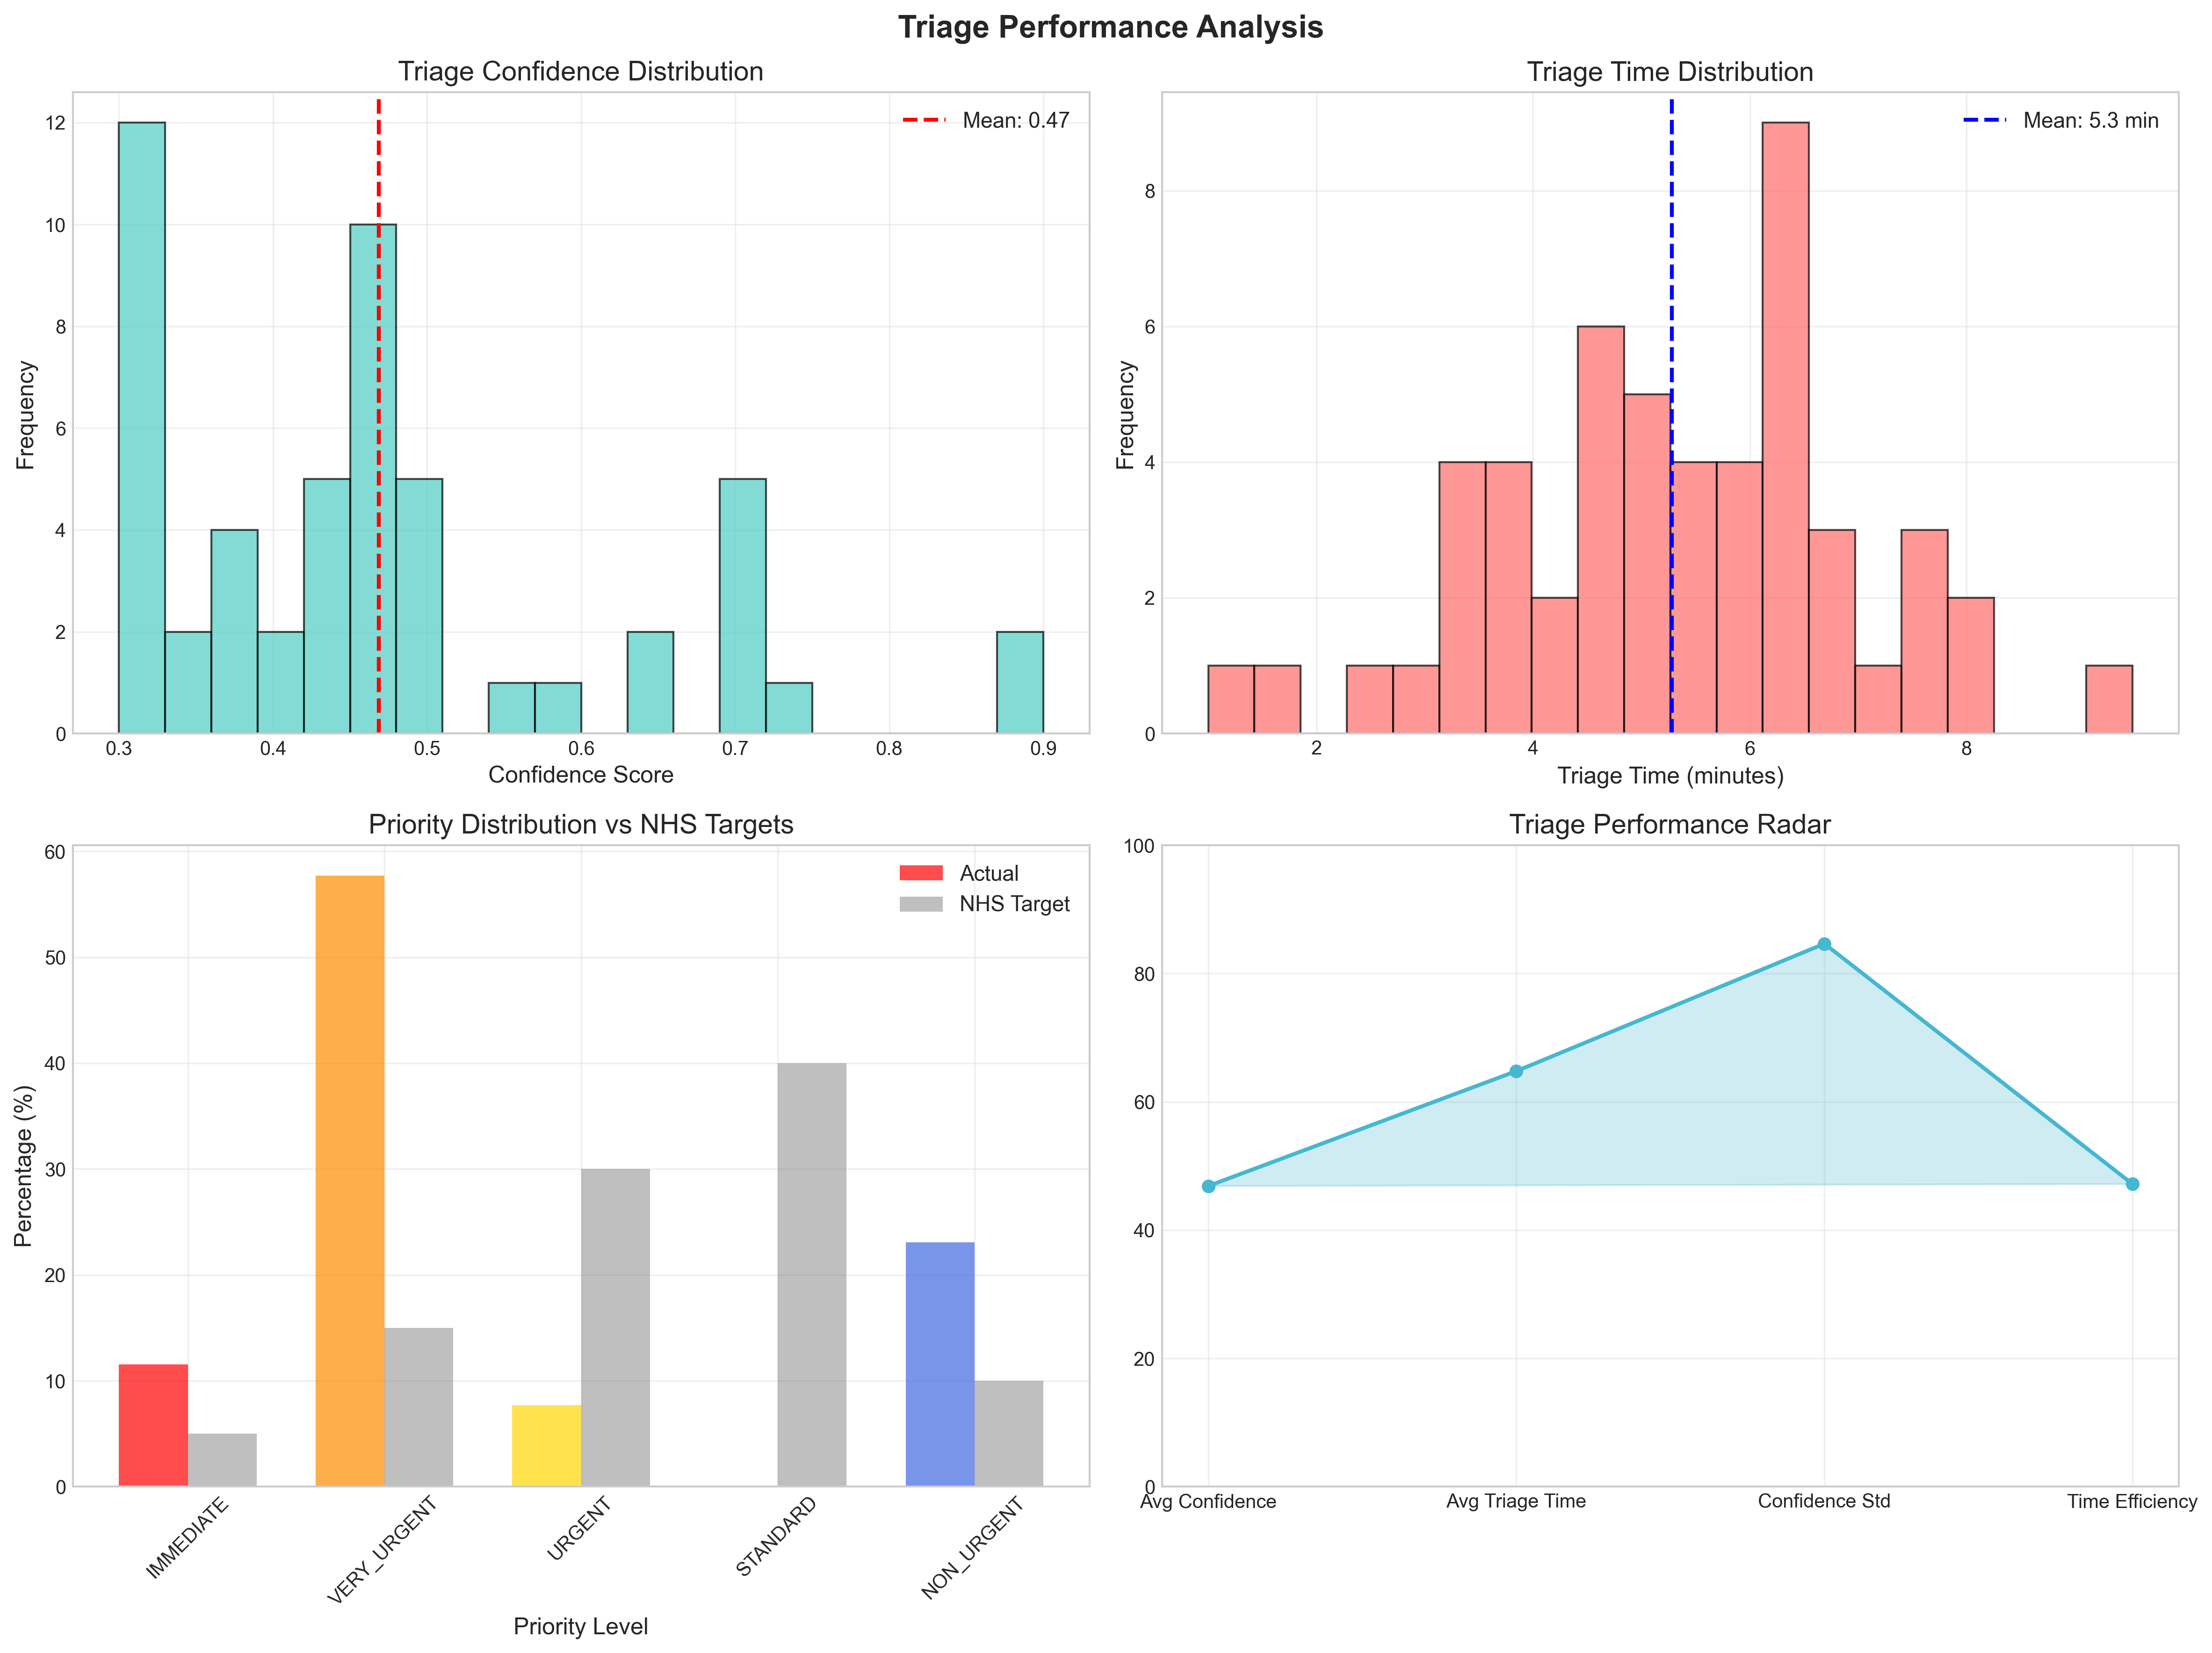 Triage Performance Analysis
Triage Confidence Distribution
Mean: 0.47
12
10
8
6
4
2
0
Frequency
0.3 0.4 0.5 0.6 0.7 0.8 0.9
Confidence Score
Triage Time Distribution
Mean: 5.3 min
8
6
4
2
0
Frequency
2 4 6 8
Triage Time (minutes)
Priority Distribution vs NHS Targets
Actual
NHS Target
60
50
40
30
20
10
0
Percentage (%)
IMMEDIATE VERY_URGENT URGENT STANDARD NON_URGENT
Priority Level
Triage Performance Radar
100
80
60
40
20
0
Avg Confidence Avg Triage Time Confidence Std Time Efficiency